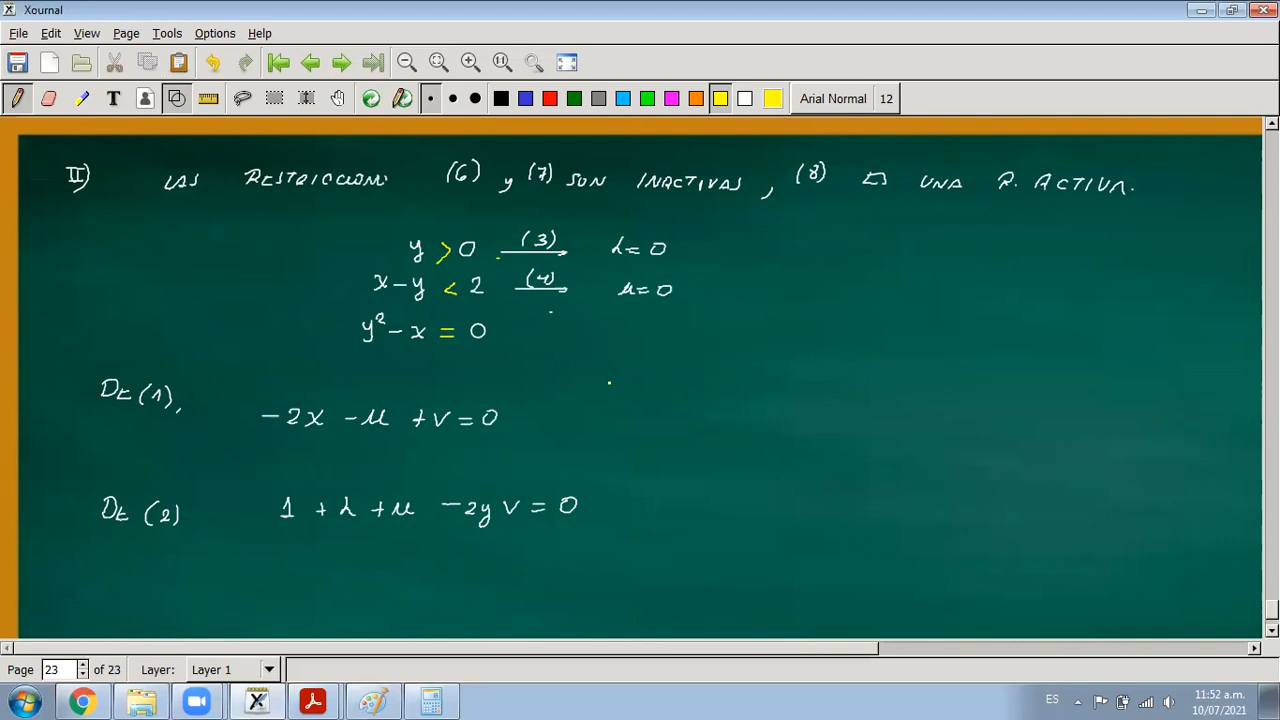 Xournal
File Edit View Page Tools Options Help
Arial Normal 12
II) LAS RESTRICCION: (6) y (7) SON INACTIVAS, (8) ES UNA R. ACTIVA.
y > 0 (3) λ = 0
x - y < 2 (4) μ = 0
y² - x = 0
DE (1),
-2x - μ + v = 0
DE (2) 1 + λ + μ - 2y v = 0
Page 23 of 23 Layer: Layer 1
ES 11:52 a.m.
10/07/2021